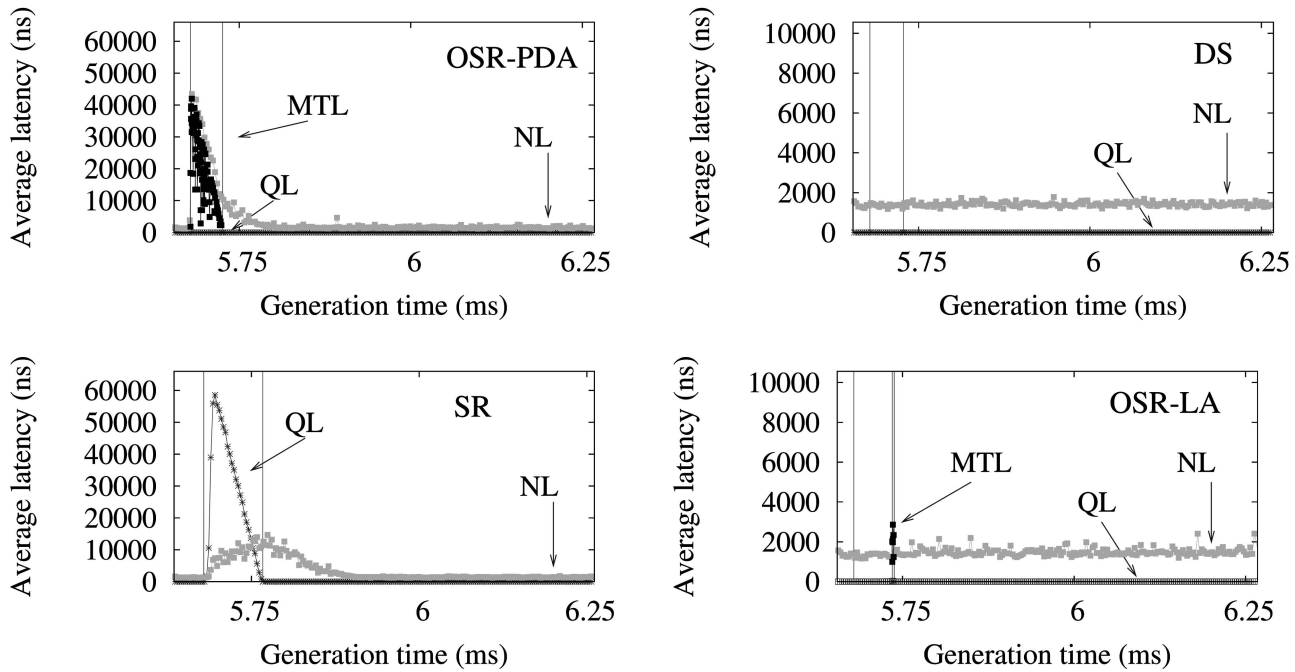 60000
50000
40000
30000
20000
10000
0
Average latency (ns)
OSR-PDA
MTL
NL
QL
5.75 6 6.25
Generation time (ms)
10000
8000
6000
4000
2000
0
Average latency (ns)
DS
NL
QL
5.75 6 6.25
Generation time (ms)
60000
50000
40000
30000
20000
10000
0
Average latency (ns)
SR
QL
NL
5.75 6 6.25
Generation time (ms)
10000
8000
6000
4000
2000
0
Average latency (ns)
OSR-LA
MTL
NL
QL
5.75 6 6.25
Generation time (ms)